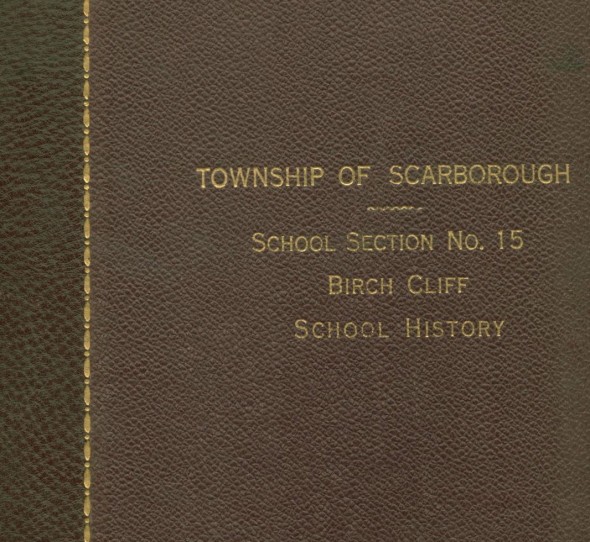 TOWNSHIP OF SCARBOROUGH
SCHOOL SECTION NO. 15
BIRCH CLIFF
SCHOOL HISTORY